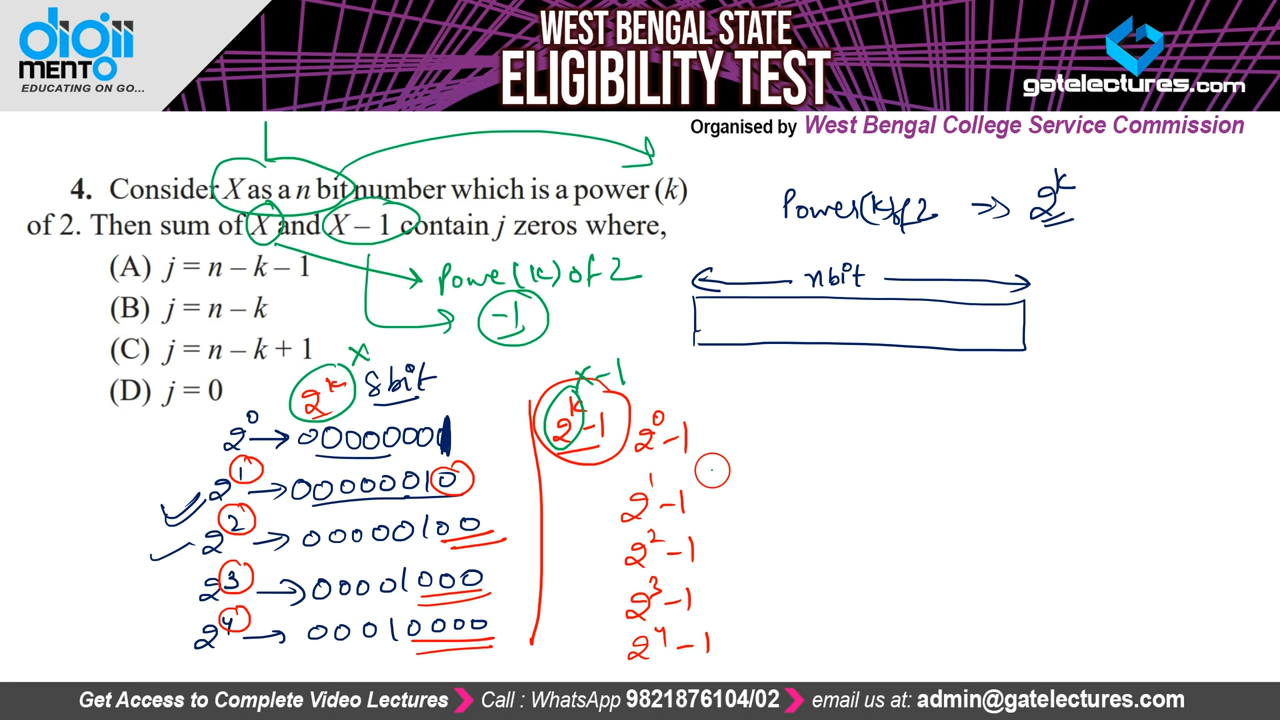 digii
MENTO
EDUCATING ON GO...
WEST BENGAL STATE
ELIGIBILITY TEST
gatelectures.com
Organised by West Bengal College Service Commission
4. Consider X as a n bit number which is a power (k)
of 2. Then sum of X and X – 1 contain j zeros where,
(A) j = n – k – 1
(B) j = n – k
(C) j = n – k + 1
(D) j = 0
Power(k)of 2 ⇒ 2^k
nbit
Powe(k) of 2
-1
X
2^k 8bit
2^0 → 00000001
2^1 → 00000010
2^2 → 00000100
2^3 → 00001000
2^4 → 00010000
X-1
2^k-1
2^0-1
2^1-1
2^2-1
2^3-1
2^4-1
Get Access to Complete Video Lectures Call : WhatsApp 9821876104/02 email us at: admin@gatelectures.com